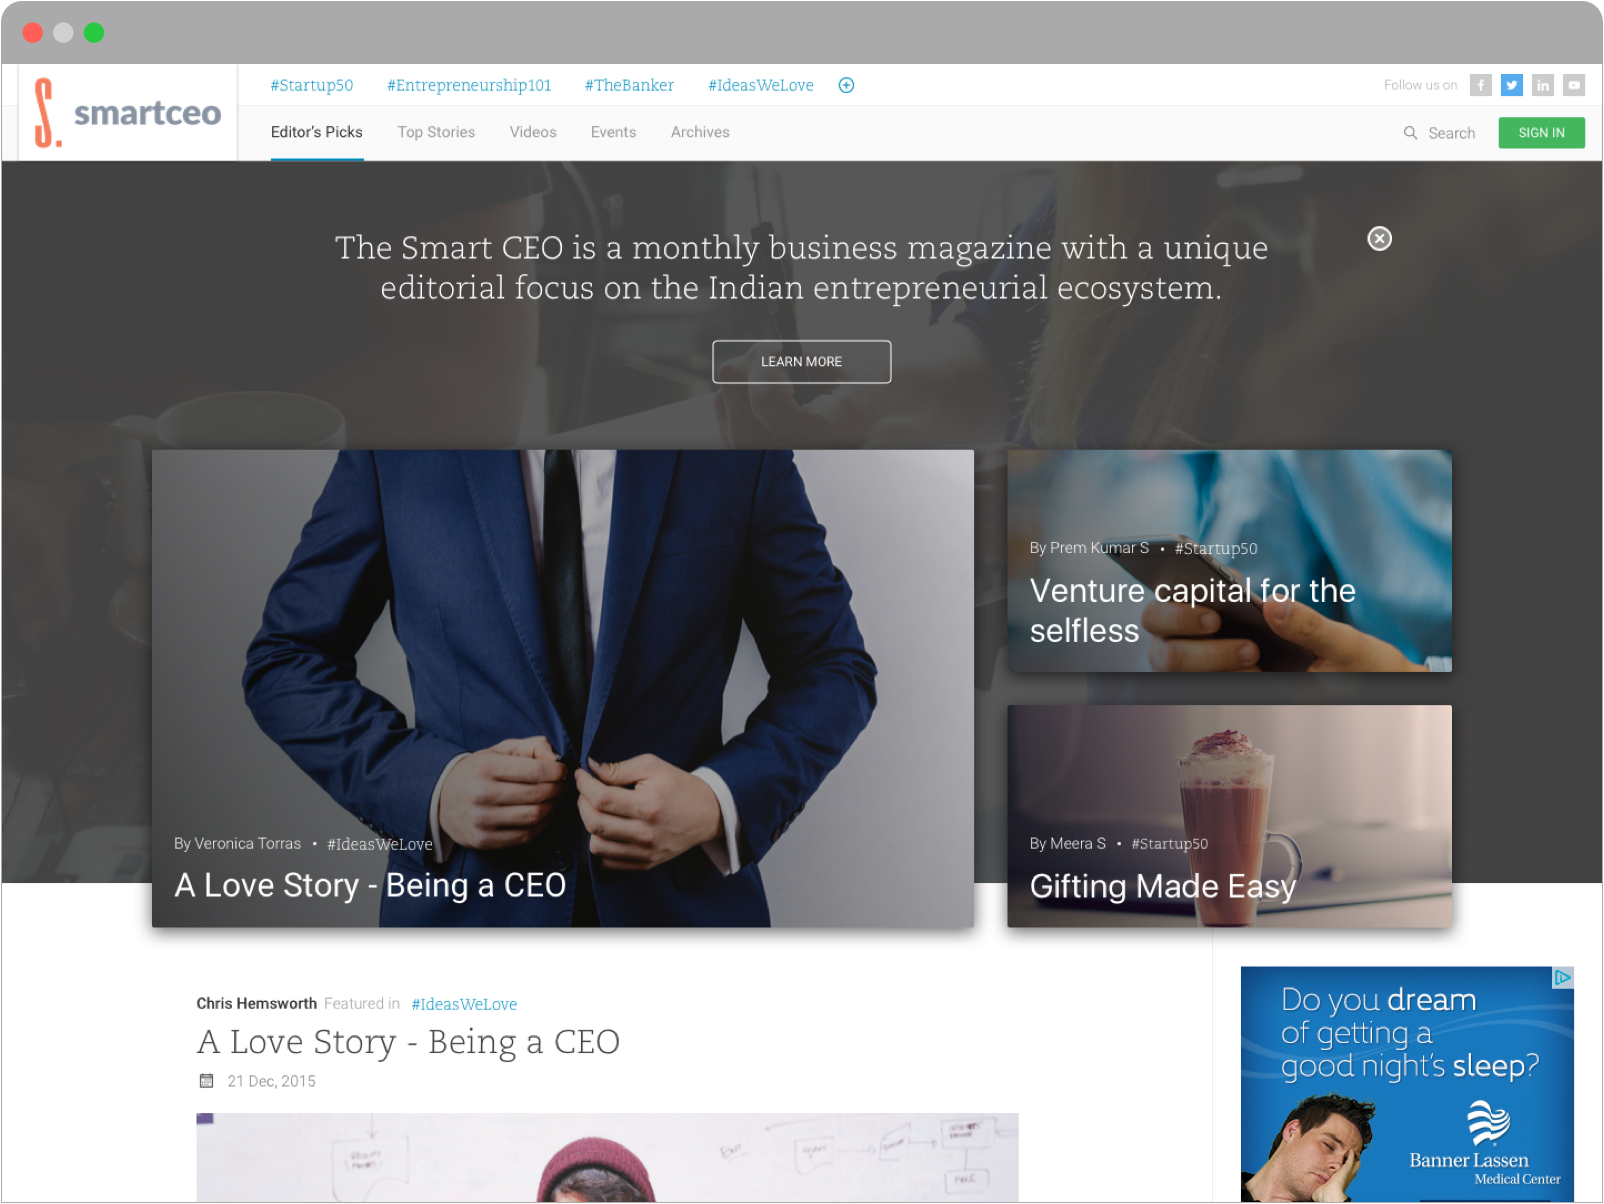 S. smartceo
#Startup50 #Entrepreneurship101 #TheBanker #IdeasWeLove
Follow us on
Editor's Picks Top Stories Videos Events Archives
Search SIGN IN
The Smart CEO is a monthly business magazine with a unique
editorial focus on the Indian entrepreneurial ecosystem.
LEARN MORE
By Veronica Torras • #IdeasWeLove
A Love Story - Being a CEO
By Prem Kumar S • #Startup50
Venture capital for the
selfless
By Meera S • #Startup50
Gifting Made Easy
Chris Hemsworth Featured in #IdeasWeLove
A Love Story - Being a CEO
21 Dec, 2015
Do you dream
of getting a
good night's sleep?
Banner Lassen
Medical Center